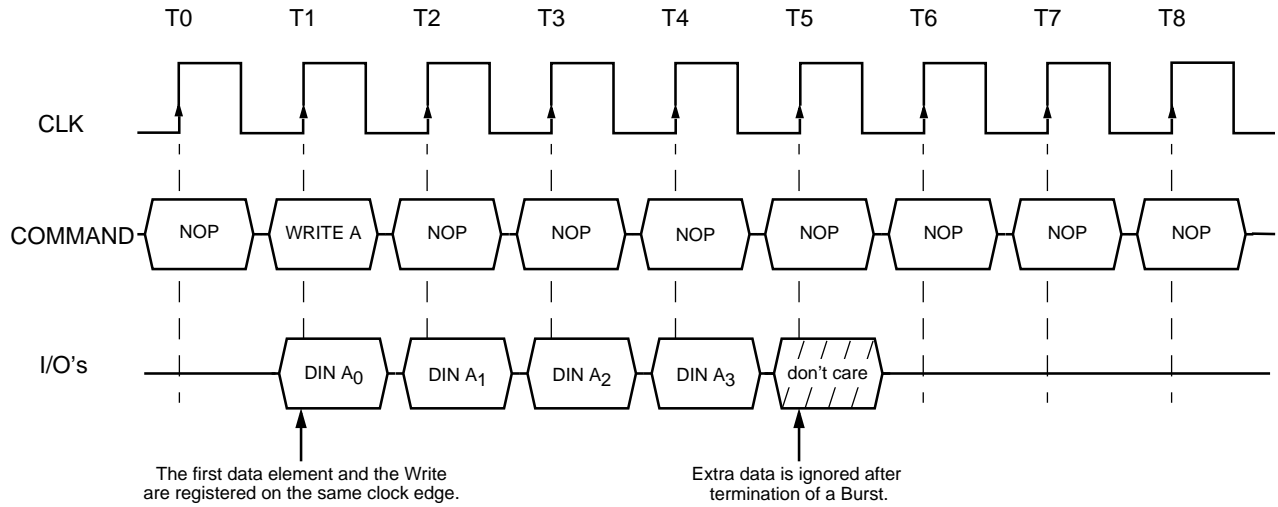 T0 T1 T2 T3 T4 T5 T6 T7 T8
CLK
COMMAND NOP WRITE A NOP NOP NOP NOP NOP NOP NOP
I/O's DIN A0 DIN A1 DIN A2 DIN A3 don't care
The first data element and the Write
are registered on the same clock edge.
Extra data is ignored after
termination of a Burst.